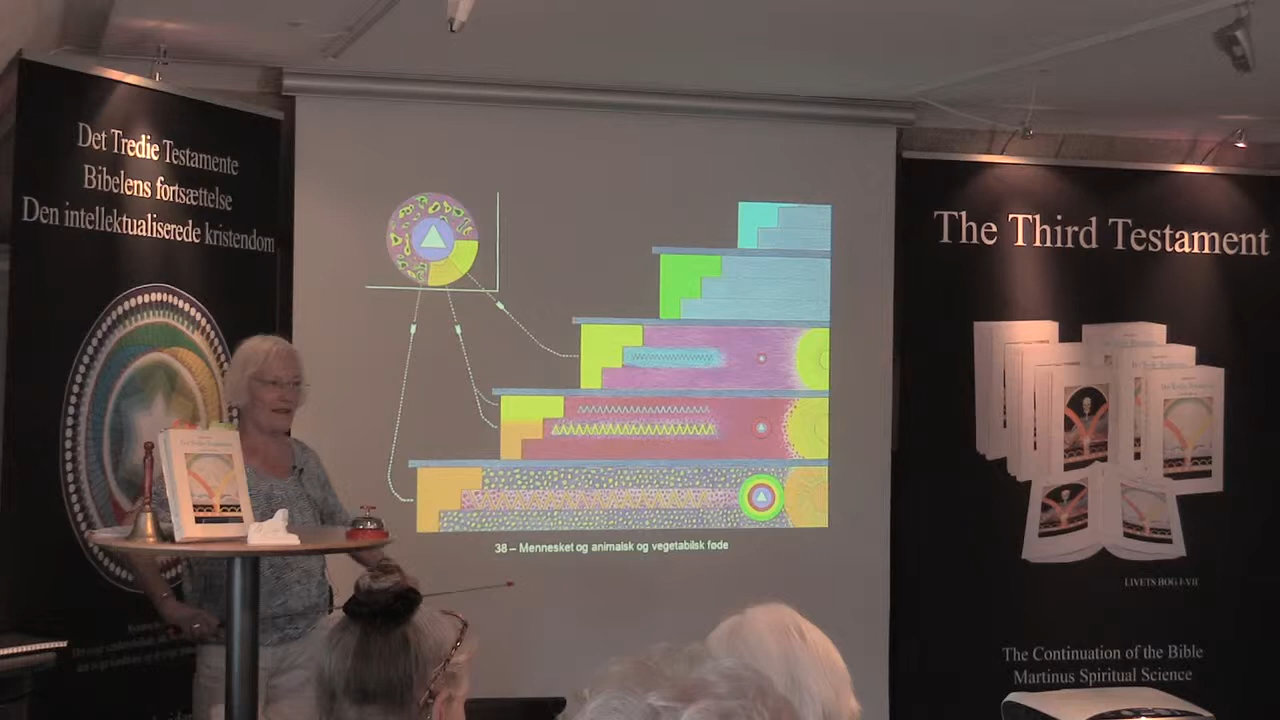 Det Tredie Testamente
Bibelens fortsættelse
Den intellektualiserede kristendom
38 – Mennesket og animalsk og vegetabilsk føde
The Third Testament
LIVETS BOG I-VII
The Continuation of the Bible
Martinus Spiritual Science